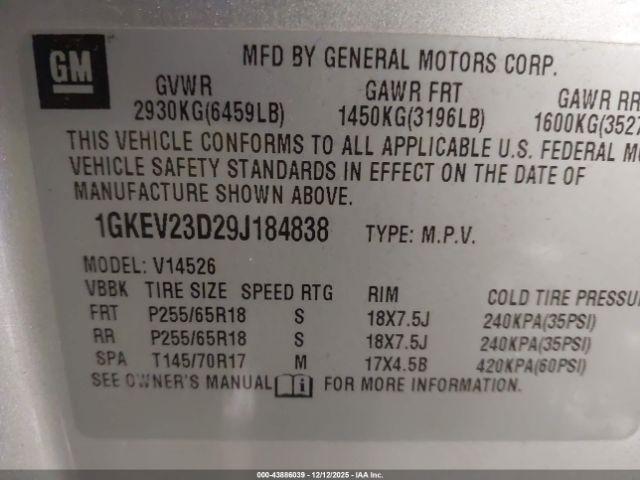 GM
MFD BY GENERAL MOTORS CORP.
GVWR GAWR FRT GAWR RR
2930KG(6459LB) 1450KG(3196LB) 1600KG(3527
THIS VEHICLE CONFORMS TO ALL APPLICABLE U.S. FEDERAL MO
VEHICLE SAFETY STANDARDS IN EFFECT ON THE DATE OF
MANUFACTURE SHOWN ABOVE.
1GKEV23D29J184838 TYPE: M.P.V.
MODEL: V14526
VBBK TIRE SIZE SPEED RTG RIM COLD TIRE PRESSUR
FRT P255/65R18 S 18X7.5J 240KPA(35PSI)
RR P255/65R18 S 18X7.5J 240KPA(35PSI)
SPA T145/70R17 M 17X4.5B 420KPA(60PSI)
SEE OWNER'S MANUAL i FOR MORE INFORMATION.
000-43886039 - 12/12/2025 - IAA Inc.